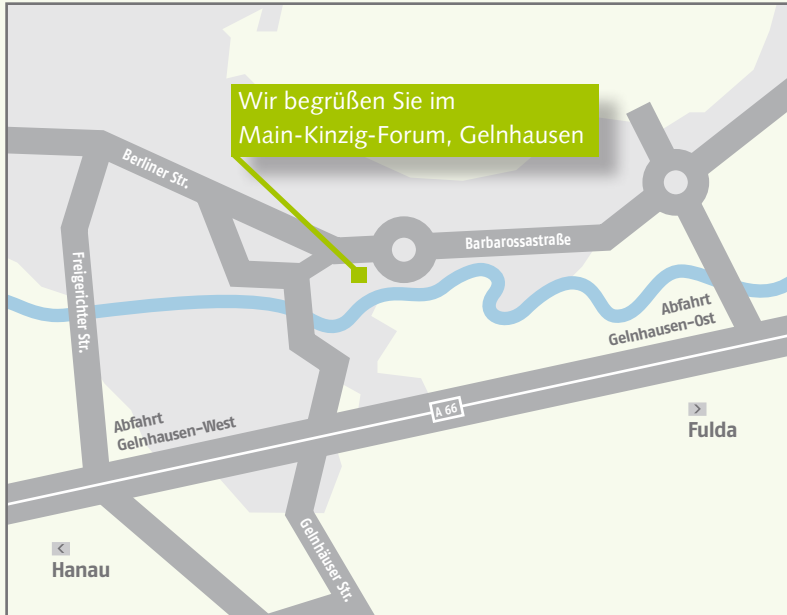 Wir begrüßen Sie im
Main-Kinzig-Forum, Gelnhausen
Berliner Str.
Barbarossastraße
Freigerichter Str.
Abfahrt
Gelnhausen-Ost
Abfahrt
Gelnhausen-West
A 66
>
Fulda
<
Hanau
Gelnhäuser Str.